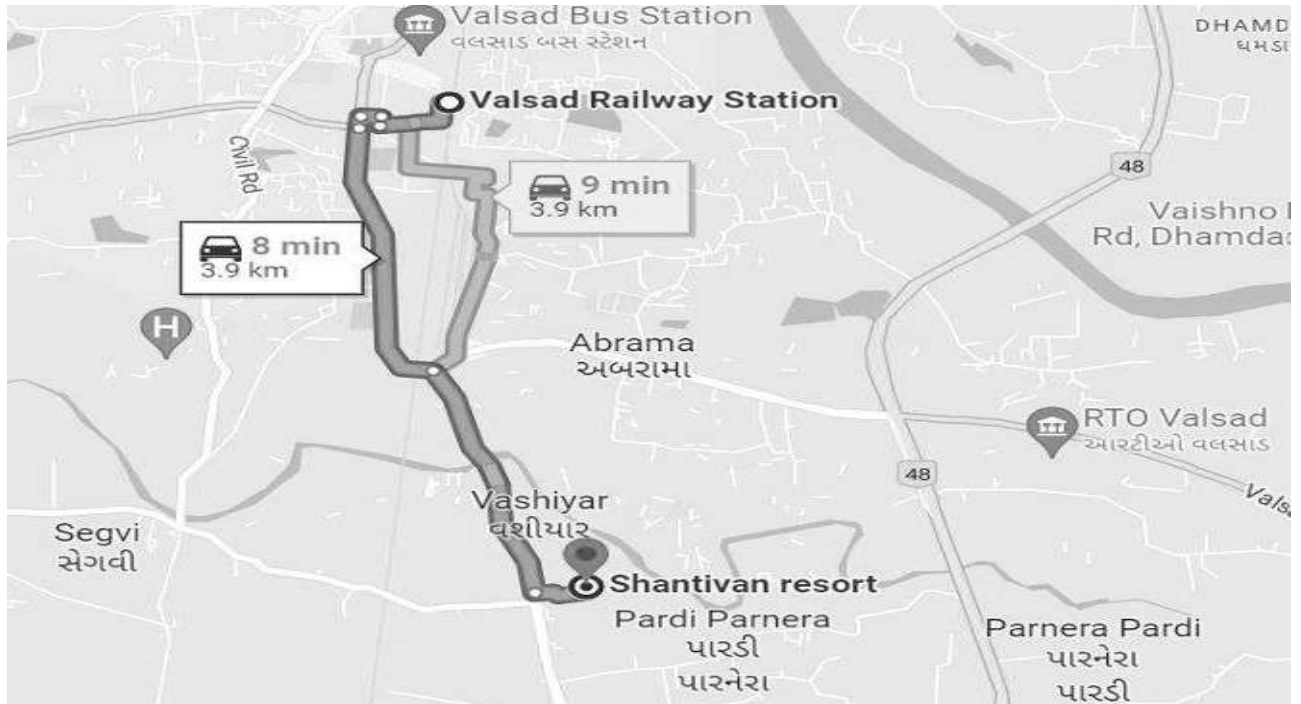 Valsad Bus Station
વલસાડ બસ સ્ટેશન
DHAMD
ધમડા
Valsad Railway Station
Civil Rd
48
9 min
3.9 km
Vaishno
Rd, Dhamdac
8 min
3.9 km
H
Abrama
અબરામા
RTO Valsad
આરટીઓ વલસાડ
48
Valsa
Vashiyar
વશીયાર
Segvi
સેગવી
Shantivan resort
Pardi Parnera
પારડી
પારનેરા
Parnera Pardi
પારનેરા
પારડી